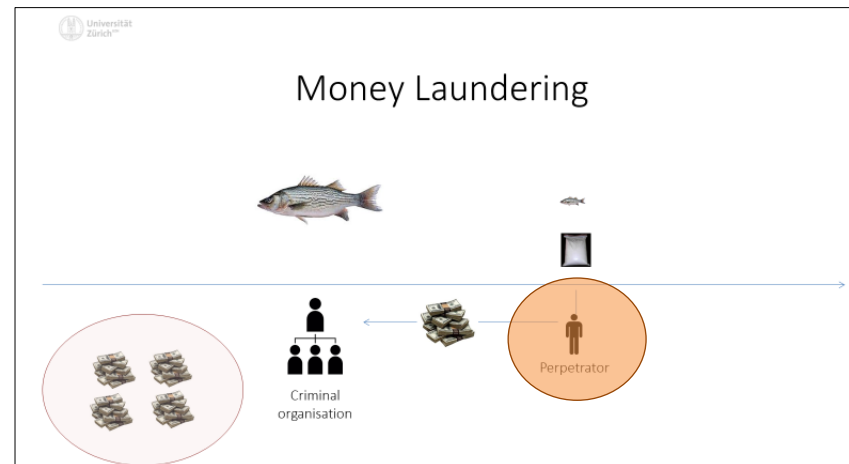 Universität
Zürich
Money Laundering
Perpetrator
Criminal
organisation